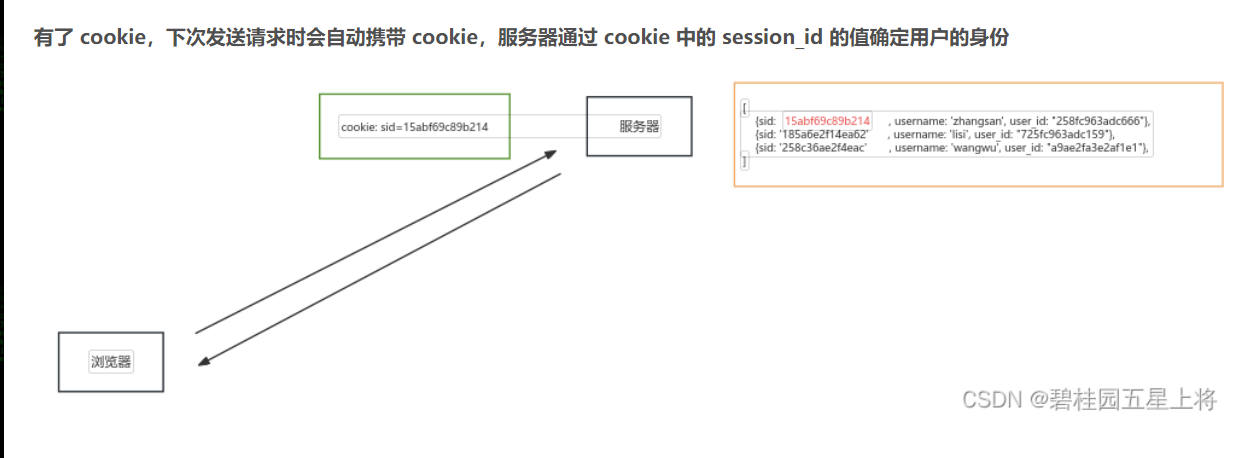 有了 cookie，下次发送请求时会自动携带 cookie，服务器通过 cookie 中的 session_id 的值确定用户的身份
cookie: sid=15abf69c89b214
服务器
[
{sid: 15abf69c89b214 , username: 'zhangsan', user_id: "258fc963adc666"},
{sid: '185a6e2f14ea62' , username: 'lisi', user_id: "725fc963adc159"},
{sid: '258c36ae2f4eac' , username: 'wangwu', user_id: "a9ae2fa3e2af1e1"},
]
浏览器
CSDN @碧桂园五星上将